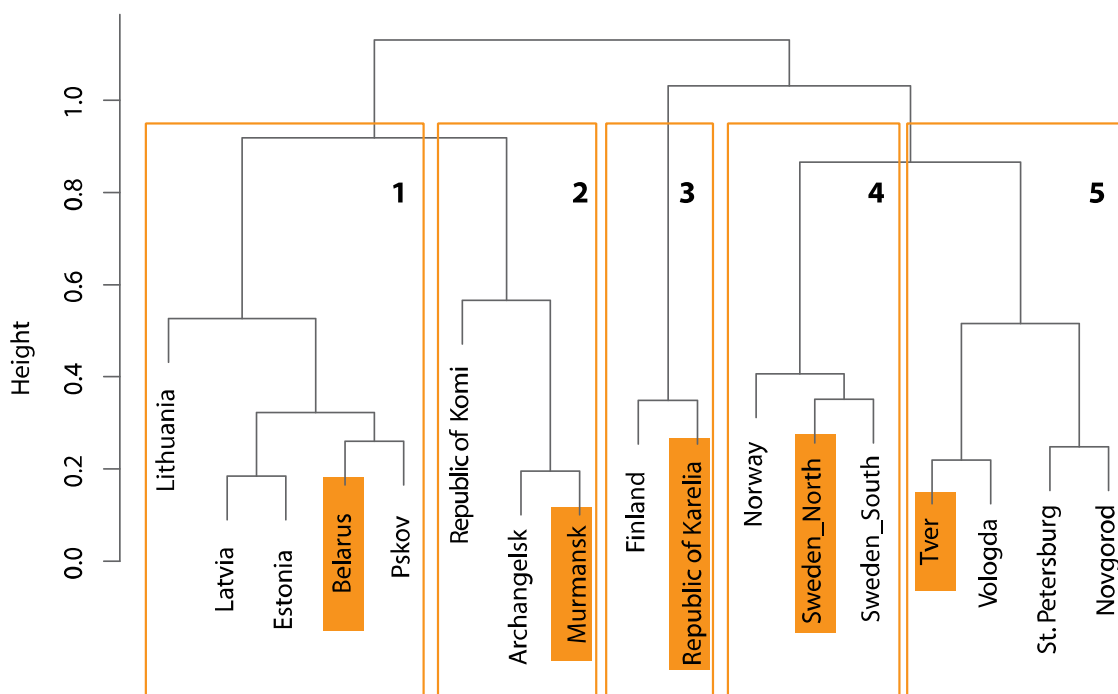 Height
0.0
0.2
0.4
0.6
0.8
1.0
1
2
3
4
5
Lithuania
Latvia
Estonia
Belarus
Pskov
Republic of Komi
Archangelsk
Murmansk
Finland
Republic of Karelia
Norway
Sweden_North
Sweden_South
Tver
Vologda
St. Petersburg
Novgorod